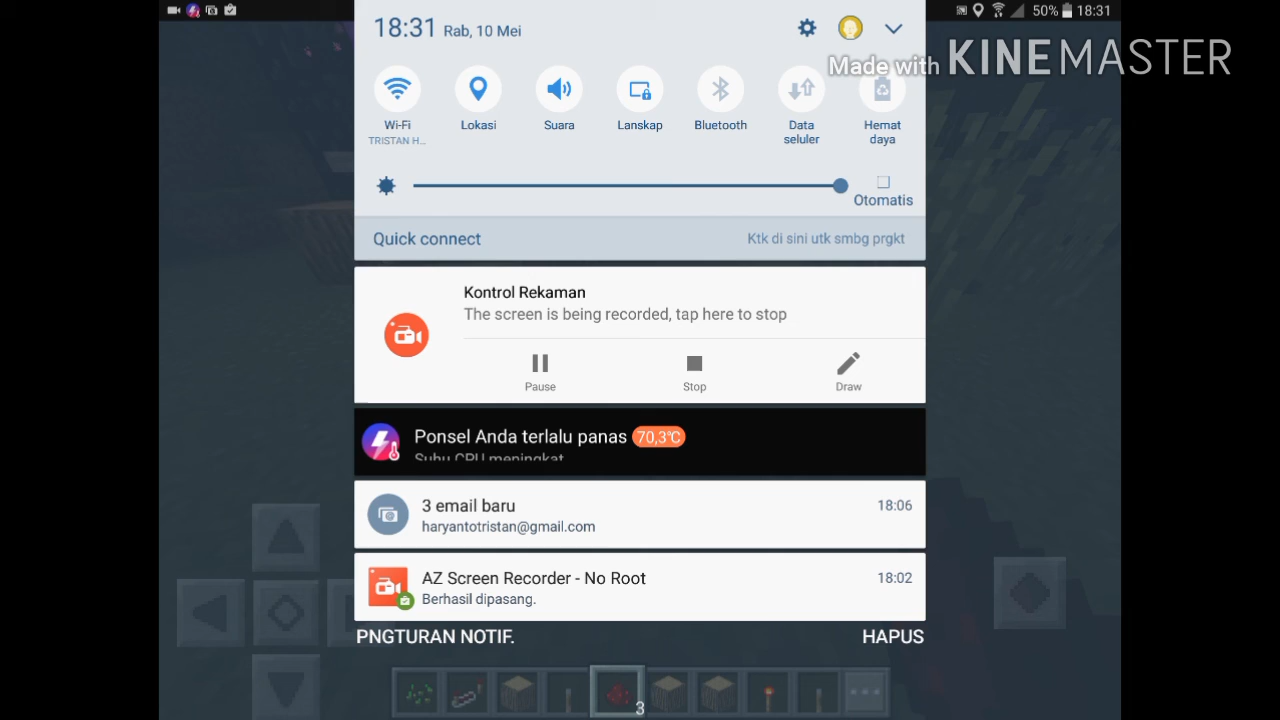 50% 18:31
18:31 Rab, 10 Mei
Made with KINEMASTER
Wi-Fi
TRISTAN H...
Lokasi
Suara
Lanskap
Bluetooth
Data
seluler
Hemat
daya
Otomatis
Quick connect
Ktk di sini utk smbg prgkt
Kontrol Rekaman
The screen is being recorded, tap here to stop
Pause
Stop
Draw
Ponsel Anda terlalu panas 70,3°C
Suhu CPU meningkat
3 email baru
18:06
haryantotristan@gmail.com
AZ Screen Recorder - No Root
18:02
Berhasil dipasang.
PNGTURAN NOTIF.
HAPUS
3